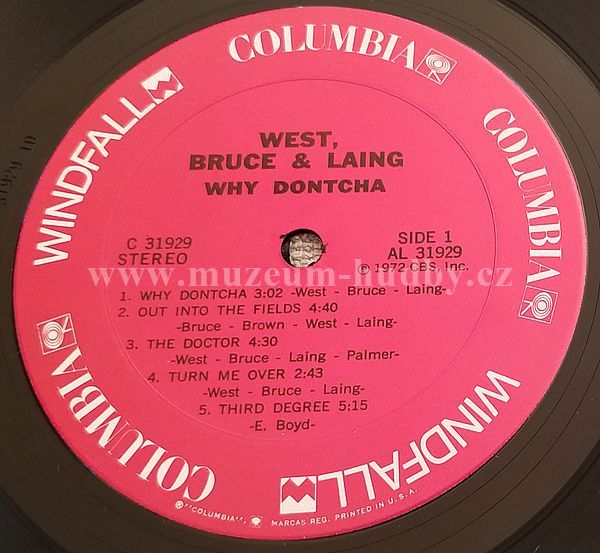 COLUMBIA
COLUMBIA
WINDFALL
COLUMBIA
WINDFALL
WEST,
BRUCE & LAING
WHY DONTCHA
C 31929
STEREO
SIDE 1
AL 31929
Ⓟ 1972 CBS, Inc.
www.muzeum-hudby.cz
1. WHY DONTCHA 3:02 -West - Bruce - Laing-
2. OUT INTO THE FIELDS 4:40
-Bruce - Brown - West - Laing-
3. THE DOCTOR 4:30
-West - Bruce - Laing - Palmer-
4. TURN ME OVER 2:43
-West - Bruce - Laing-
5. THIRD DEGREE 5:15
-E. Boyd-
®"COLUMBIA", MARCAS REG. PRINTED IN U.S.A.
31929 1D